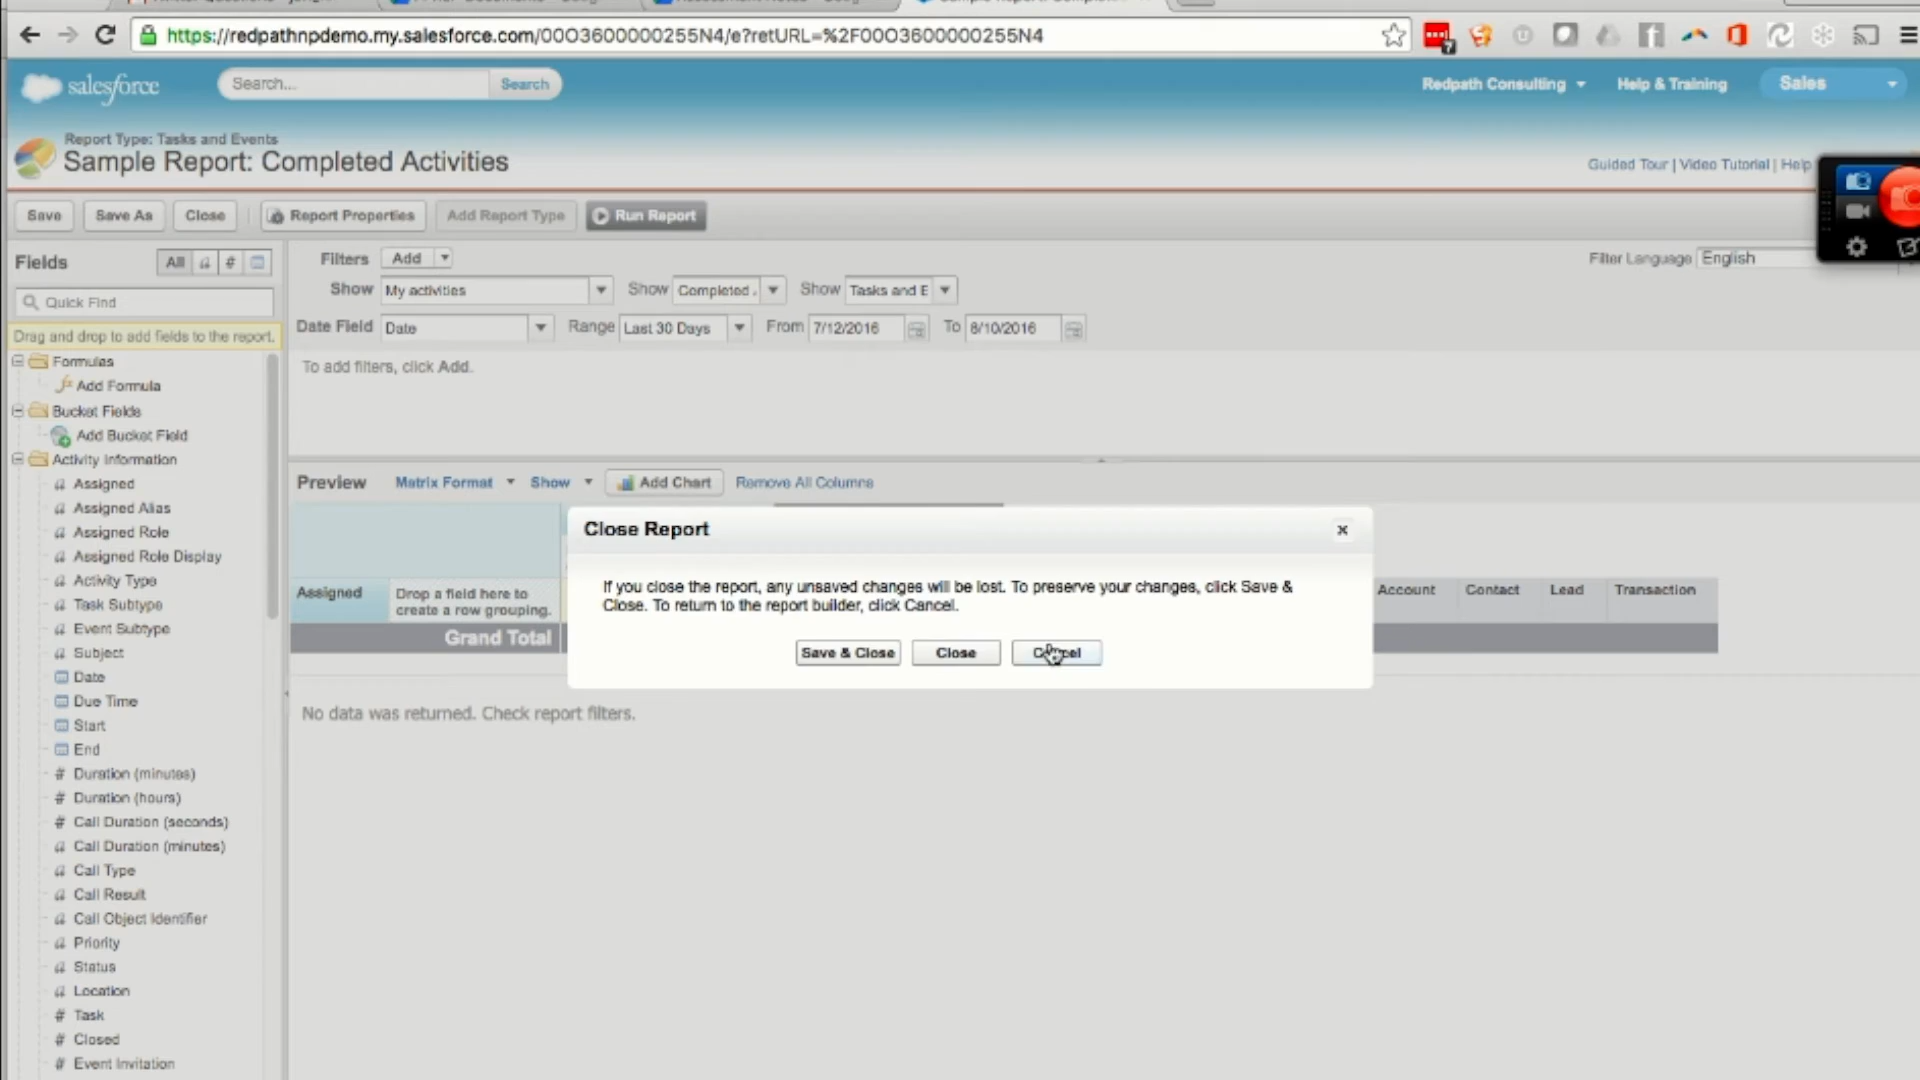 https://redpathnpdemo.my.salesforce.com/00O3600000255N4/e?retURL=%2F00O3600000255N4
salesforce
Search...
Search
Redpath Consulting
Help & Training
Sales
Report Type: Tasks and Events
Sample Report: Completed Activities
Guided Tour | Video Tutorial | Help
Save
Save As
Close
Report Properties
Add Report Type
Run Report
Fields
All
a
#
Filters
Add
Filter Language
English
Quick Find
Show
My activities
Show
Completed
Show
Tasks and E
Drag and drop to add fields to the report.
Date Field
Date
Range
Last 30 Days
From
7/12/2016
To
8/10/2016
Formulas
To add filters, click Add.
Add Formula
Bucket Fields
Add Bucket Field
Activity Information
a Assigned
a Assigned Alias
a Assigned Role
a Assigned Role Display
a Activity Type
a Task Subtype
a Event Subtype
a Subject
Date
Due Time
Start
End
# Duration (minutes)
# Duration (hours)
# Call Duration (seconds)
a Call Duration (minutes)
a Call Type
a Call Result
a Call Object Identifier
a Priority
a Status
a Location
# Task
# Closed
# Event Invitation
Preview
Matrix Format
Show
Add Chart
Remove All Columns
Close Report
x
If you close the report, any unsaved changes will be lost. To preserve your changes, click Save &
Close. To return to the report builder, click Cancel.
Save & Close
Close
Assigned
Drop a field here to
create a row grouping.
Account
Contact
Lead
Transaction
Grand Total
No data was returned. Check report filters.